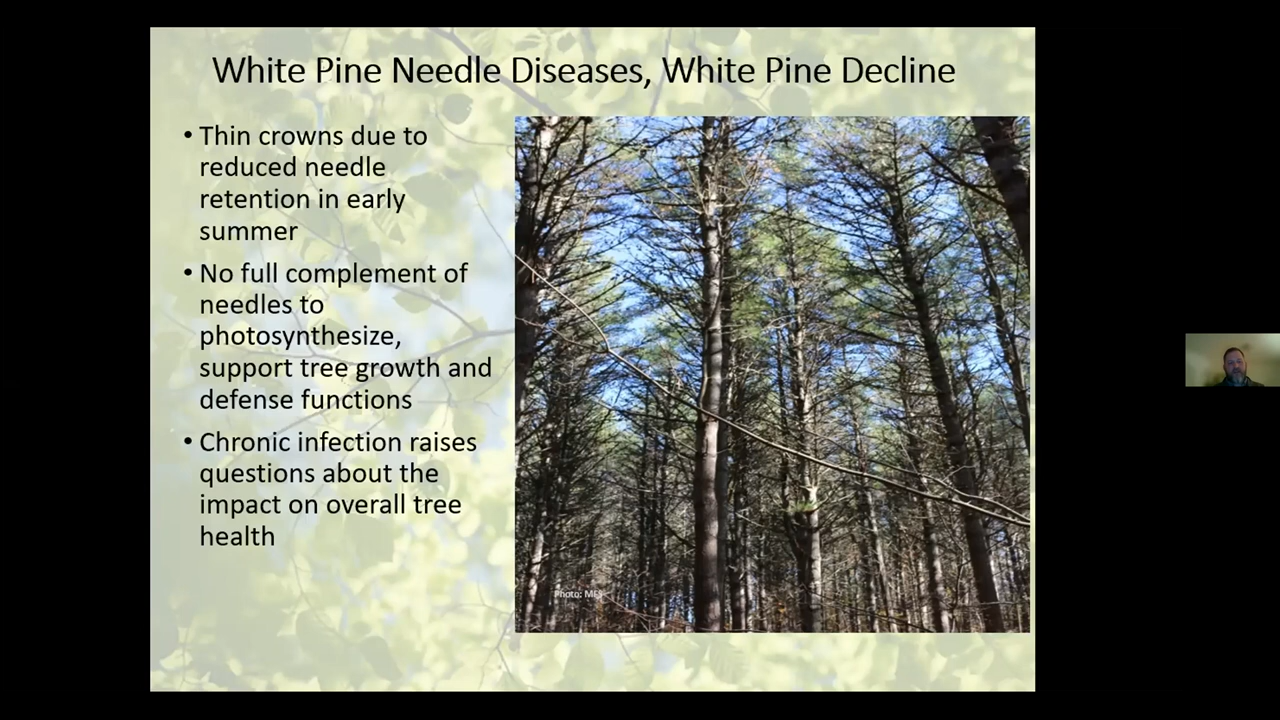 White Pine Needle Diseases, White Pine Decline
• Thin crowns due to
reduced needle
retention in early
summer
• No full complement of
needles to
photosynthesize,
support tree growth and
defense functions
• Chronic infection raises
questions about the
impact on overall tree
health
Photo: MFS